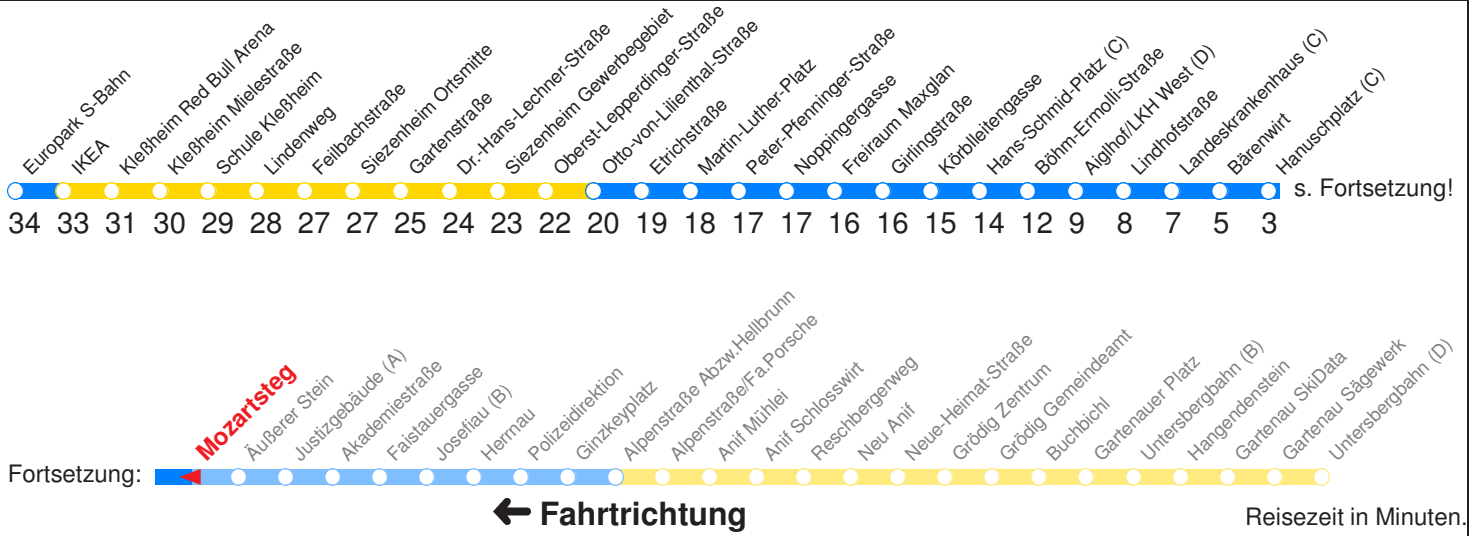 Europark S-Bahn
IKEA
Kleßheim Red Bull Arena
Kleßheim Mielestraße
Schule Kleßheim
Lindenweg
Feilbachstraße
Siezenheim Ortsmitte
Gartenstraße
Dr.-Hans-Lechner-Straße
Siezenheim Gewerbegebiet
Oberst-Lepperdinger-Straße
Otto-von-Lilienthal-Straße
Etrichstraße
Martin-Luther-Platz
Peter-Pfenninger-Straße
Noppingergasse
Freiraum Maxglan
Girlingstraße
Körblleitengasse
Hans-Schmid-Platz (C)
Böhm-Ermolli-Straße
Aiglhof/LKH West (D)
Lindhofstraße
Landeskrankenhaus (C)
Bärenwirt
Hanuschplatz (C)
s. Fortsetzung!
34 33 31 30 29 28 27 27 25 24 23 22 20 19 18 17 17 16 16 15 14 12 9 8 7 5 3
Mozartsteg
Äußerer Stein
Justizgebäude (A)
Akademiestraße
Faistauergasse
Josefiau (B)
Herrnau
Polizeidirektion
Ginzkeyplatz
Alpenstraße Abzw.Hellbrunn
Alpenstraße/Fa.Porsche
Anif Mühlei
Anif Schlosswirt
Reschbergerweg
Neu Anif
Neue-Heimat-Straße
Grödig Zentrum
Grödig Gemeindeamt
Buchbichl
Gartenauer Platz
Untersbergbahn (B)
Hangendenstein
Gartenau SkiData
Gartenau Sägewerk
Untersbergbahn (D)
Fortsetzung:
← Fahrtrichtung
Reisezeit in Minuten.